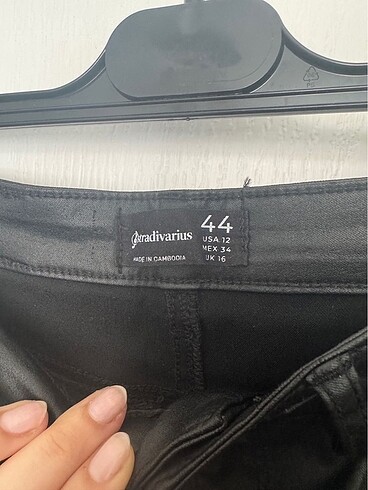 Stradivarius
44
USA 12
MEX 34
UK 16
MADE IN CAMBODIA